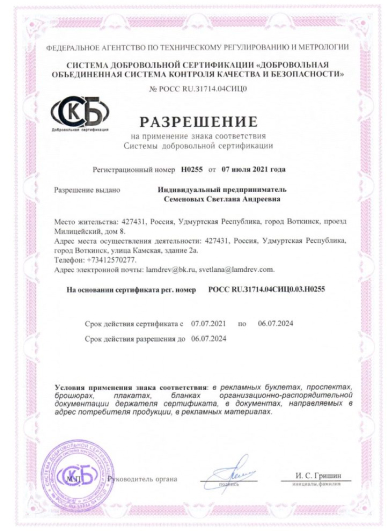 ФЕДЕРАЛЬНОЕ АГЕНТСТВО ПО ТЕХНИЧЕСКОМУ РЕГУЛИРОВАНИЮ И МЕТРОЛОГИИ
СИСТЕМА ДОБРОВОЛЬНОЙ СЕРТИФИКАЦИИ «ДОБРОВОЛЬНАЯ
ОБЪЕДИНЕННАЯ СИСТЕМА КОНТРОЛЯ КАЧЕСТВА И БЕЗОПАСНОСТИ»
№ РОСС RU.31714.04СИЦ0
СКБ
Добровольная сертификация
РАЗРЕШЕНИЕ
на применение знака соответствия
Системы добровольной сертификации
Регистрационный номер Н0255 от 07 июля 2021 года
Разрешение выдано Индивидуальный предприниматель
Семеновых Светлана Андреевна
Место жительства: 427431, Россия, Удмуртская Республика, город Воткинск, проезд
Милицейский, дом 8.
Адрес места осуществления деятельности: 427431, Россия, Удмуртская Республика,
город Воткинск, улица Камская, здание 2а.
Телефон: +73412570277.
Адрес электронной почты: lamdrev@bk.ru, svetlana@lamdrev.com.
На основании сертификата рег. номер РОСС RU.31714.04СИЦ0.03.Н0255
Срок действия сертификата с 07.07.2021 по 06.07.2024
Срок действия разрешения до 06.07.2024
Условия применения знака соответствия: в рекламных буклетах, проспектах,
брошюрах, плакатах, бланках организационно-распорядительной
документации держателя сертификата, в документах, направляемых в
адрес потребителя продукции, в рекламных материалах.
СКБ
М.П. Руководитель органа И. С. Гришин
подпись инициалы, фамилия